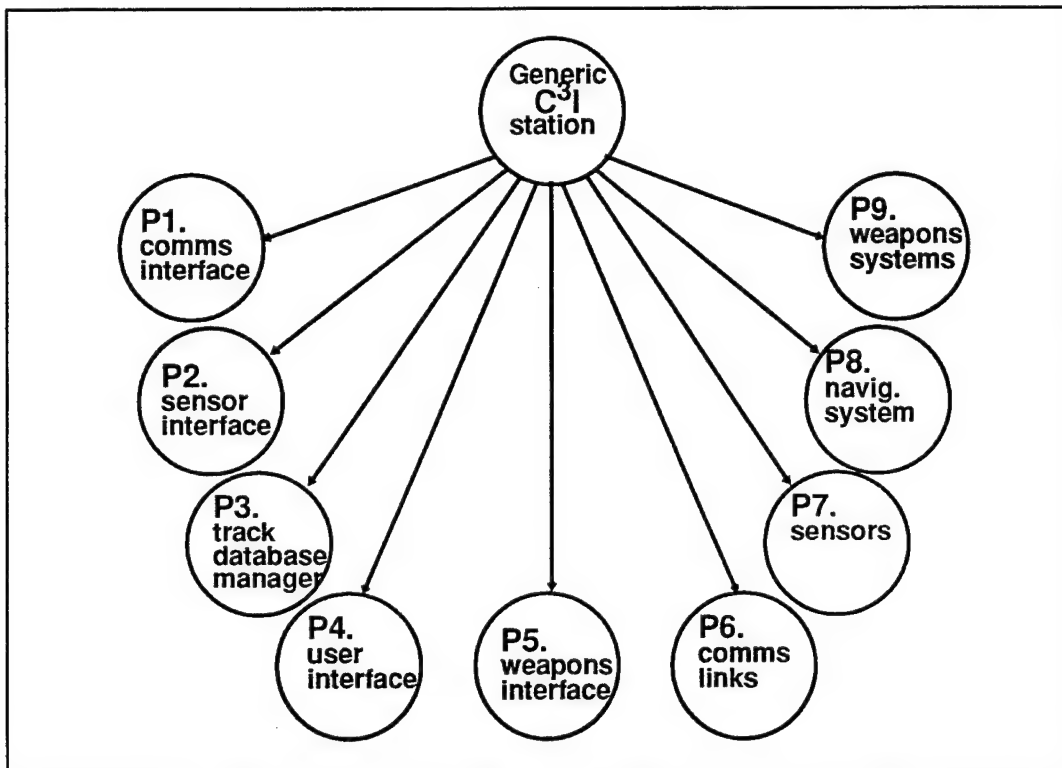 Generic
C³I
station
P1.
comms
interface
P2.
sensor
interface
P3.
track
database
manager
P4.
user
interface
P5.
weapons
interface
P6.
comms
links
P7.
sensors
P8.
navig.
system
P9.
weapons
systems